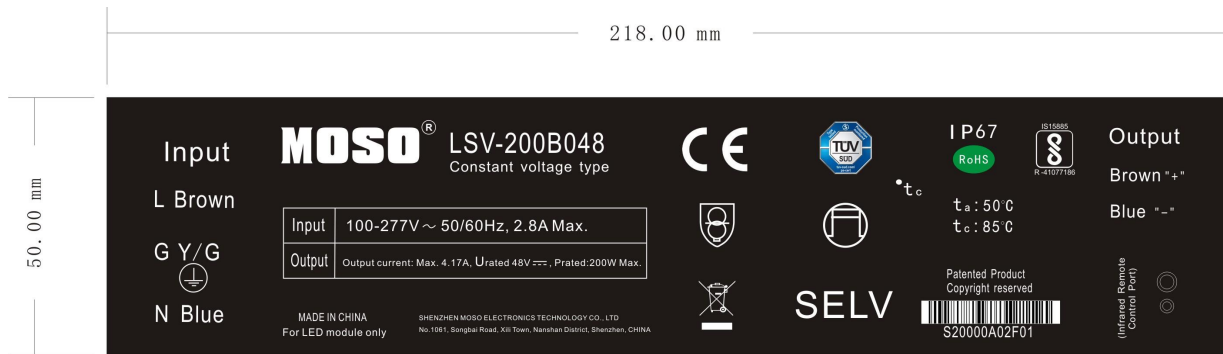 218.00 mm
50.00 mm
Input
L Brown
G Y/G
N Blue
MOSO®
LSV-200B048
Constant voltage type
Input 100-277V～50/60Hz, 2.8A Max.
Output Output current: Max. 4.17A, Urated 48V⎓, Prated:200W Max.
MADE IN CHINA
For LED module only
SHENZHEN MOSO ELECTRONICS TECHNOLOGY CO., LTD
No.1061, Songbai Road, Xili Town, Nanshan District, Shenzhen, CHINA
CE
TÜV
SUD
SELV
IP67
RoHS
IS15885
R-41077186
•tc
ta:50°C
tc:85°C
Patented Product
Copyright reserved
S20000A02F01
Output
Brown "+"
Blue "-"
(Infrared Remote
Control Port)